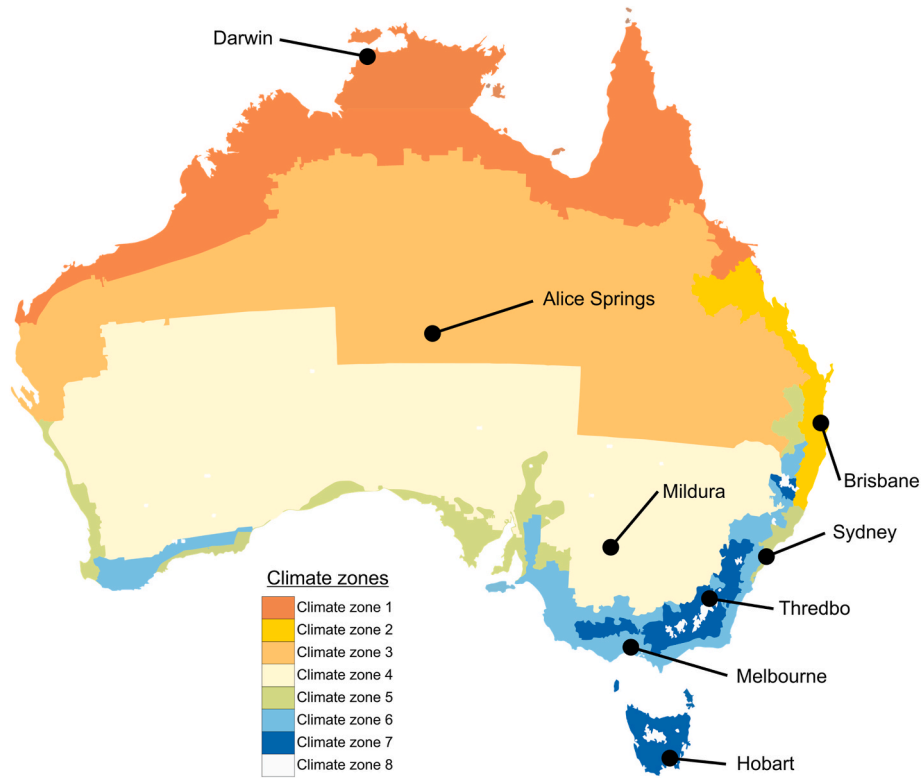 Darwin
Alice Springs
Brisbane
Mildura
Sydney
Thredbo
Melbourne
Hobart
Climate zones
Climate zone 1
Climate zone 2
Climate zone 3
Climate zone 4
Climate zone 5
Climate zone 6
Climate zone 7
Climate zone 8